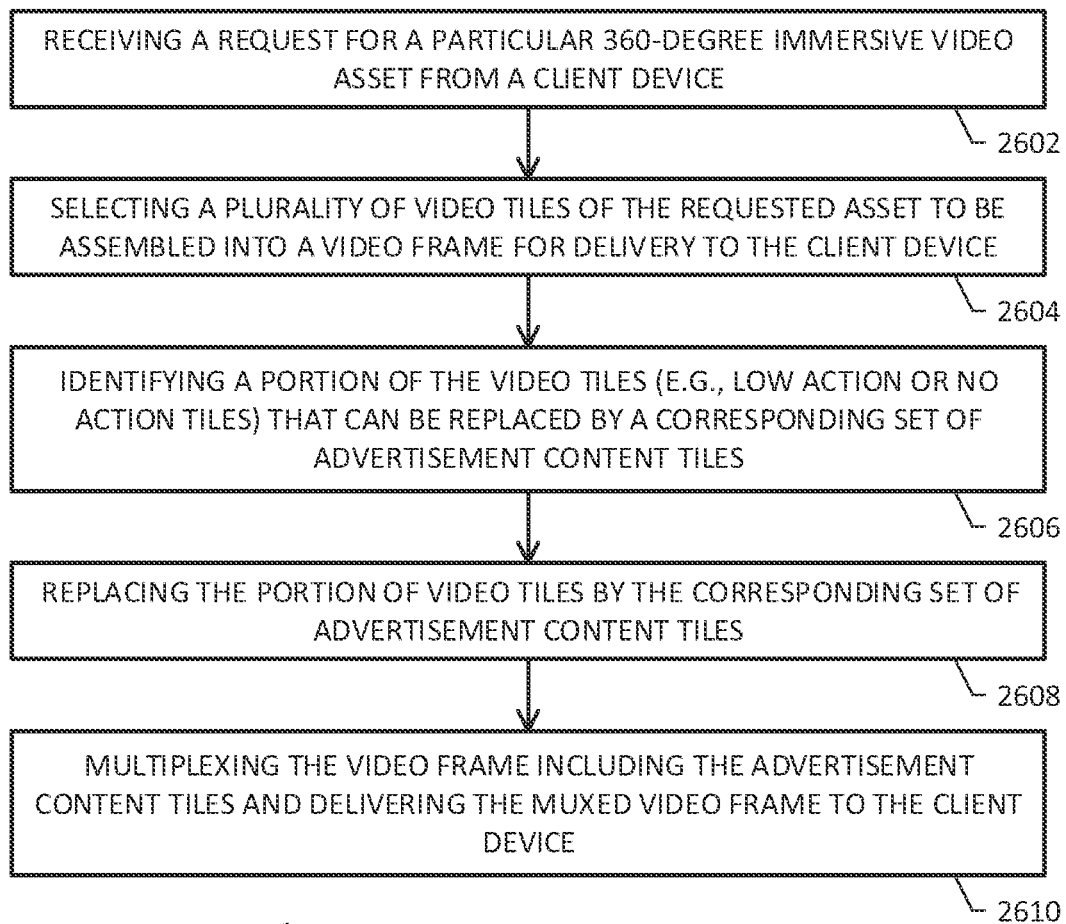 RECEIVING A REQUEST FOR A PARTICULAR 360-DEGREE IMMERSIVE VIDEO
ASSET FROM A CLIENT DEVICE
2602
SELECTING A PLURALITY OF VIDEO TILES OF THE REQUESTED ASSET TO BE
ASSEMBLED INTO A VIDEO FRAME FOR DELIVERY TO THE CLIENT DEVICE
2604
IDENTIFYING A PORTION OF THE VIDEO TILES (E.G., LOW ACTION OR NO
ACTION TILES) THAT CAN BE REPLACED BY A CORRESPONDING SET OF
ADVERTISEMENT CONTENT TILES
2606
REPLACING THE PORTION OF VIDEO TILES BY THE CORRESPONDING SET OF
ADVERTISEMENT CONTENT TILES
2608
MULTIPLEXING THE VIDEO FRAME INCLUDING THE ADVERTISEMENT
CONTENT TILES AND DELIVERING THE MUXED VIDEO FRAME TO THE CLIENT
DEVICE
2610